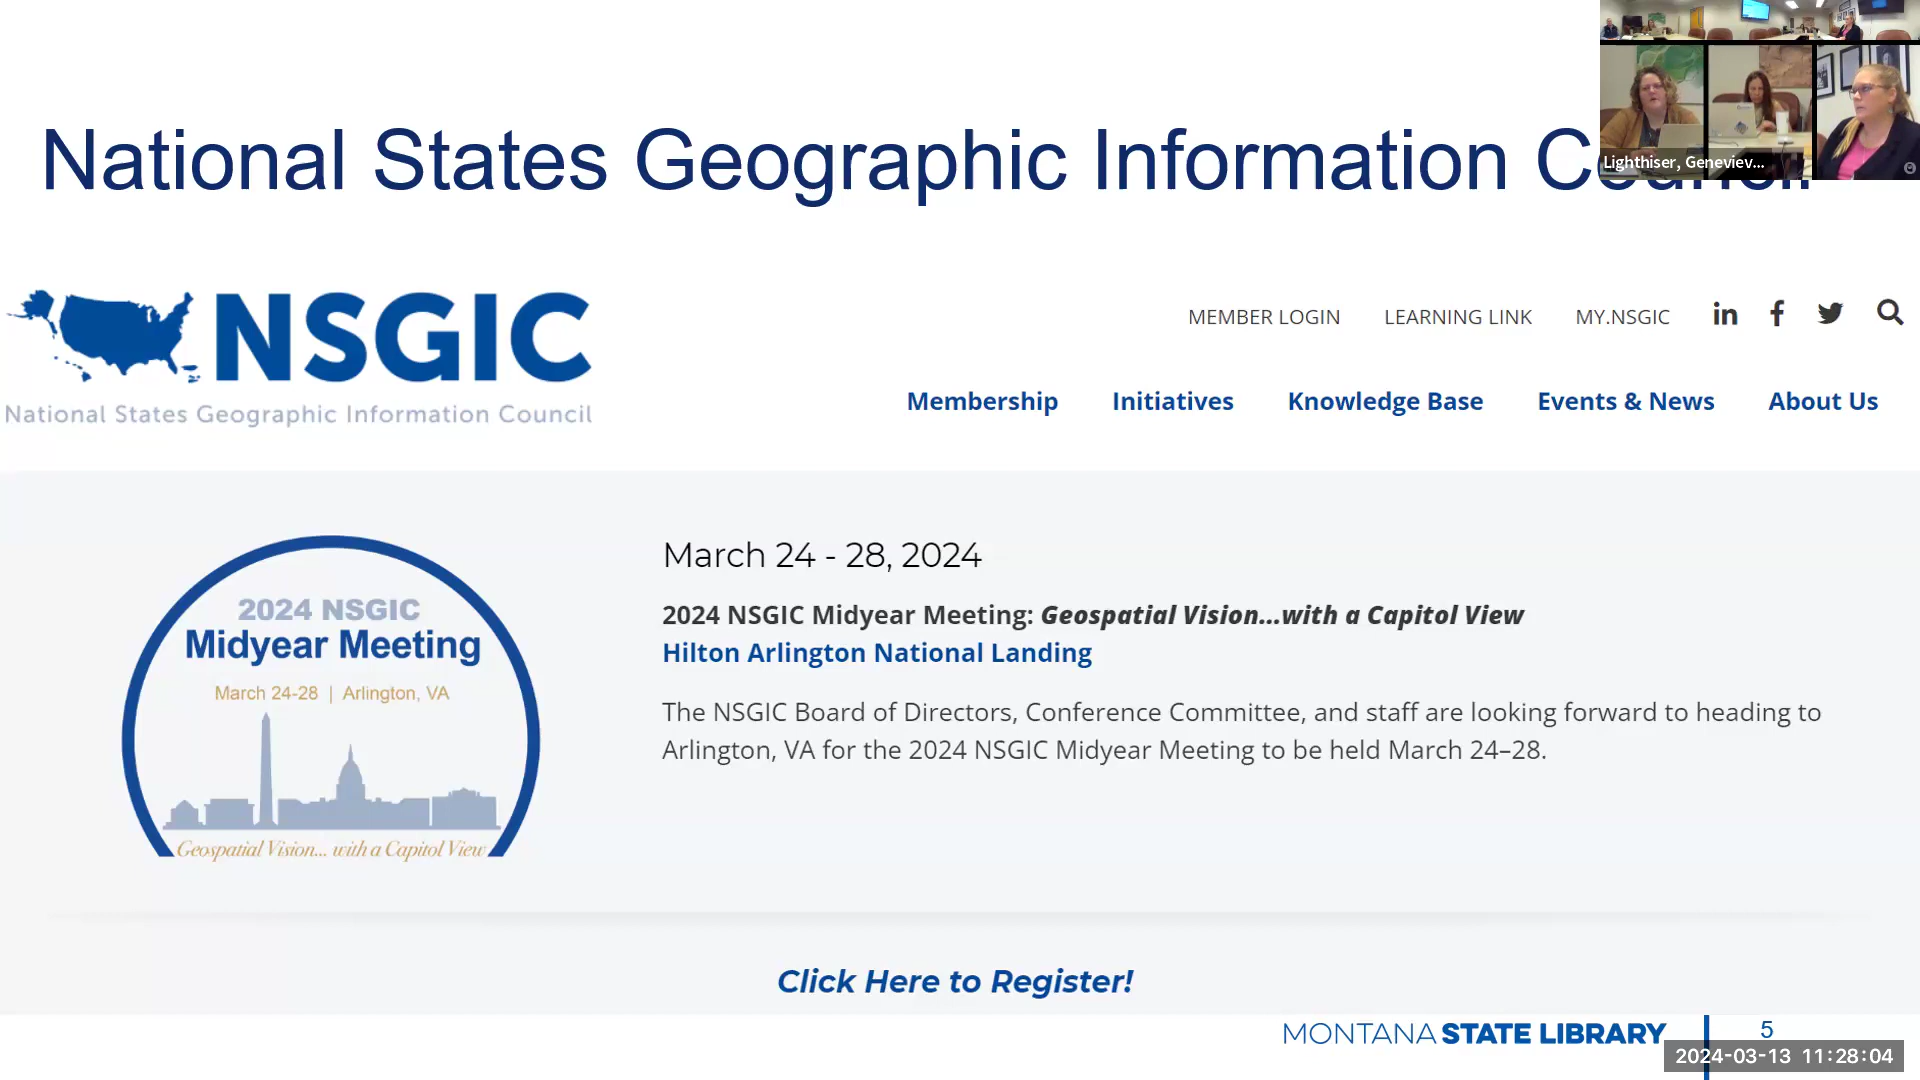 National States Geographic Information Council
Lighthiser, Geneviev...
NSGIC
National States Geographic Information Council
MEMBER LOGIN LEARNING LINK MY.NSGIC
Membership Initiatives Knowledge Base Events & News About Us
2024 NSGIC
Midyear Meeting
March 24-28 | Arlington, VA
Geospatial Vision... with a Capitol View
March 24 - 28, 2024
2024 NSGIC Midyear Meeting: Geospatial Vision...with a Capitol View
Hilton Arlington National Landing
The NSGIC Board of Directors, Conference Committee, and staff are looking forward to heading to
Arlington, VA for the 2024 NSGIC Midyear Meeting to be held March 24–28.
Click Here to Register!
MONTANA STATE LIBRARY
5
2024-03-13 11:28:04